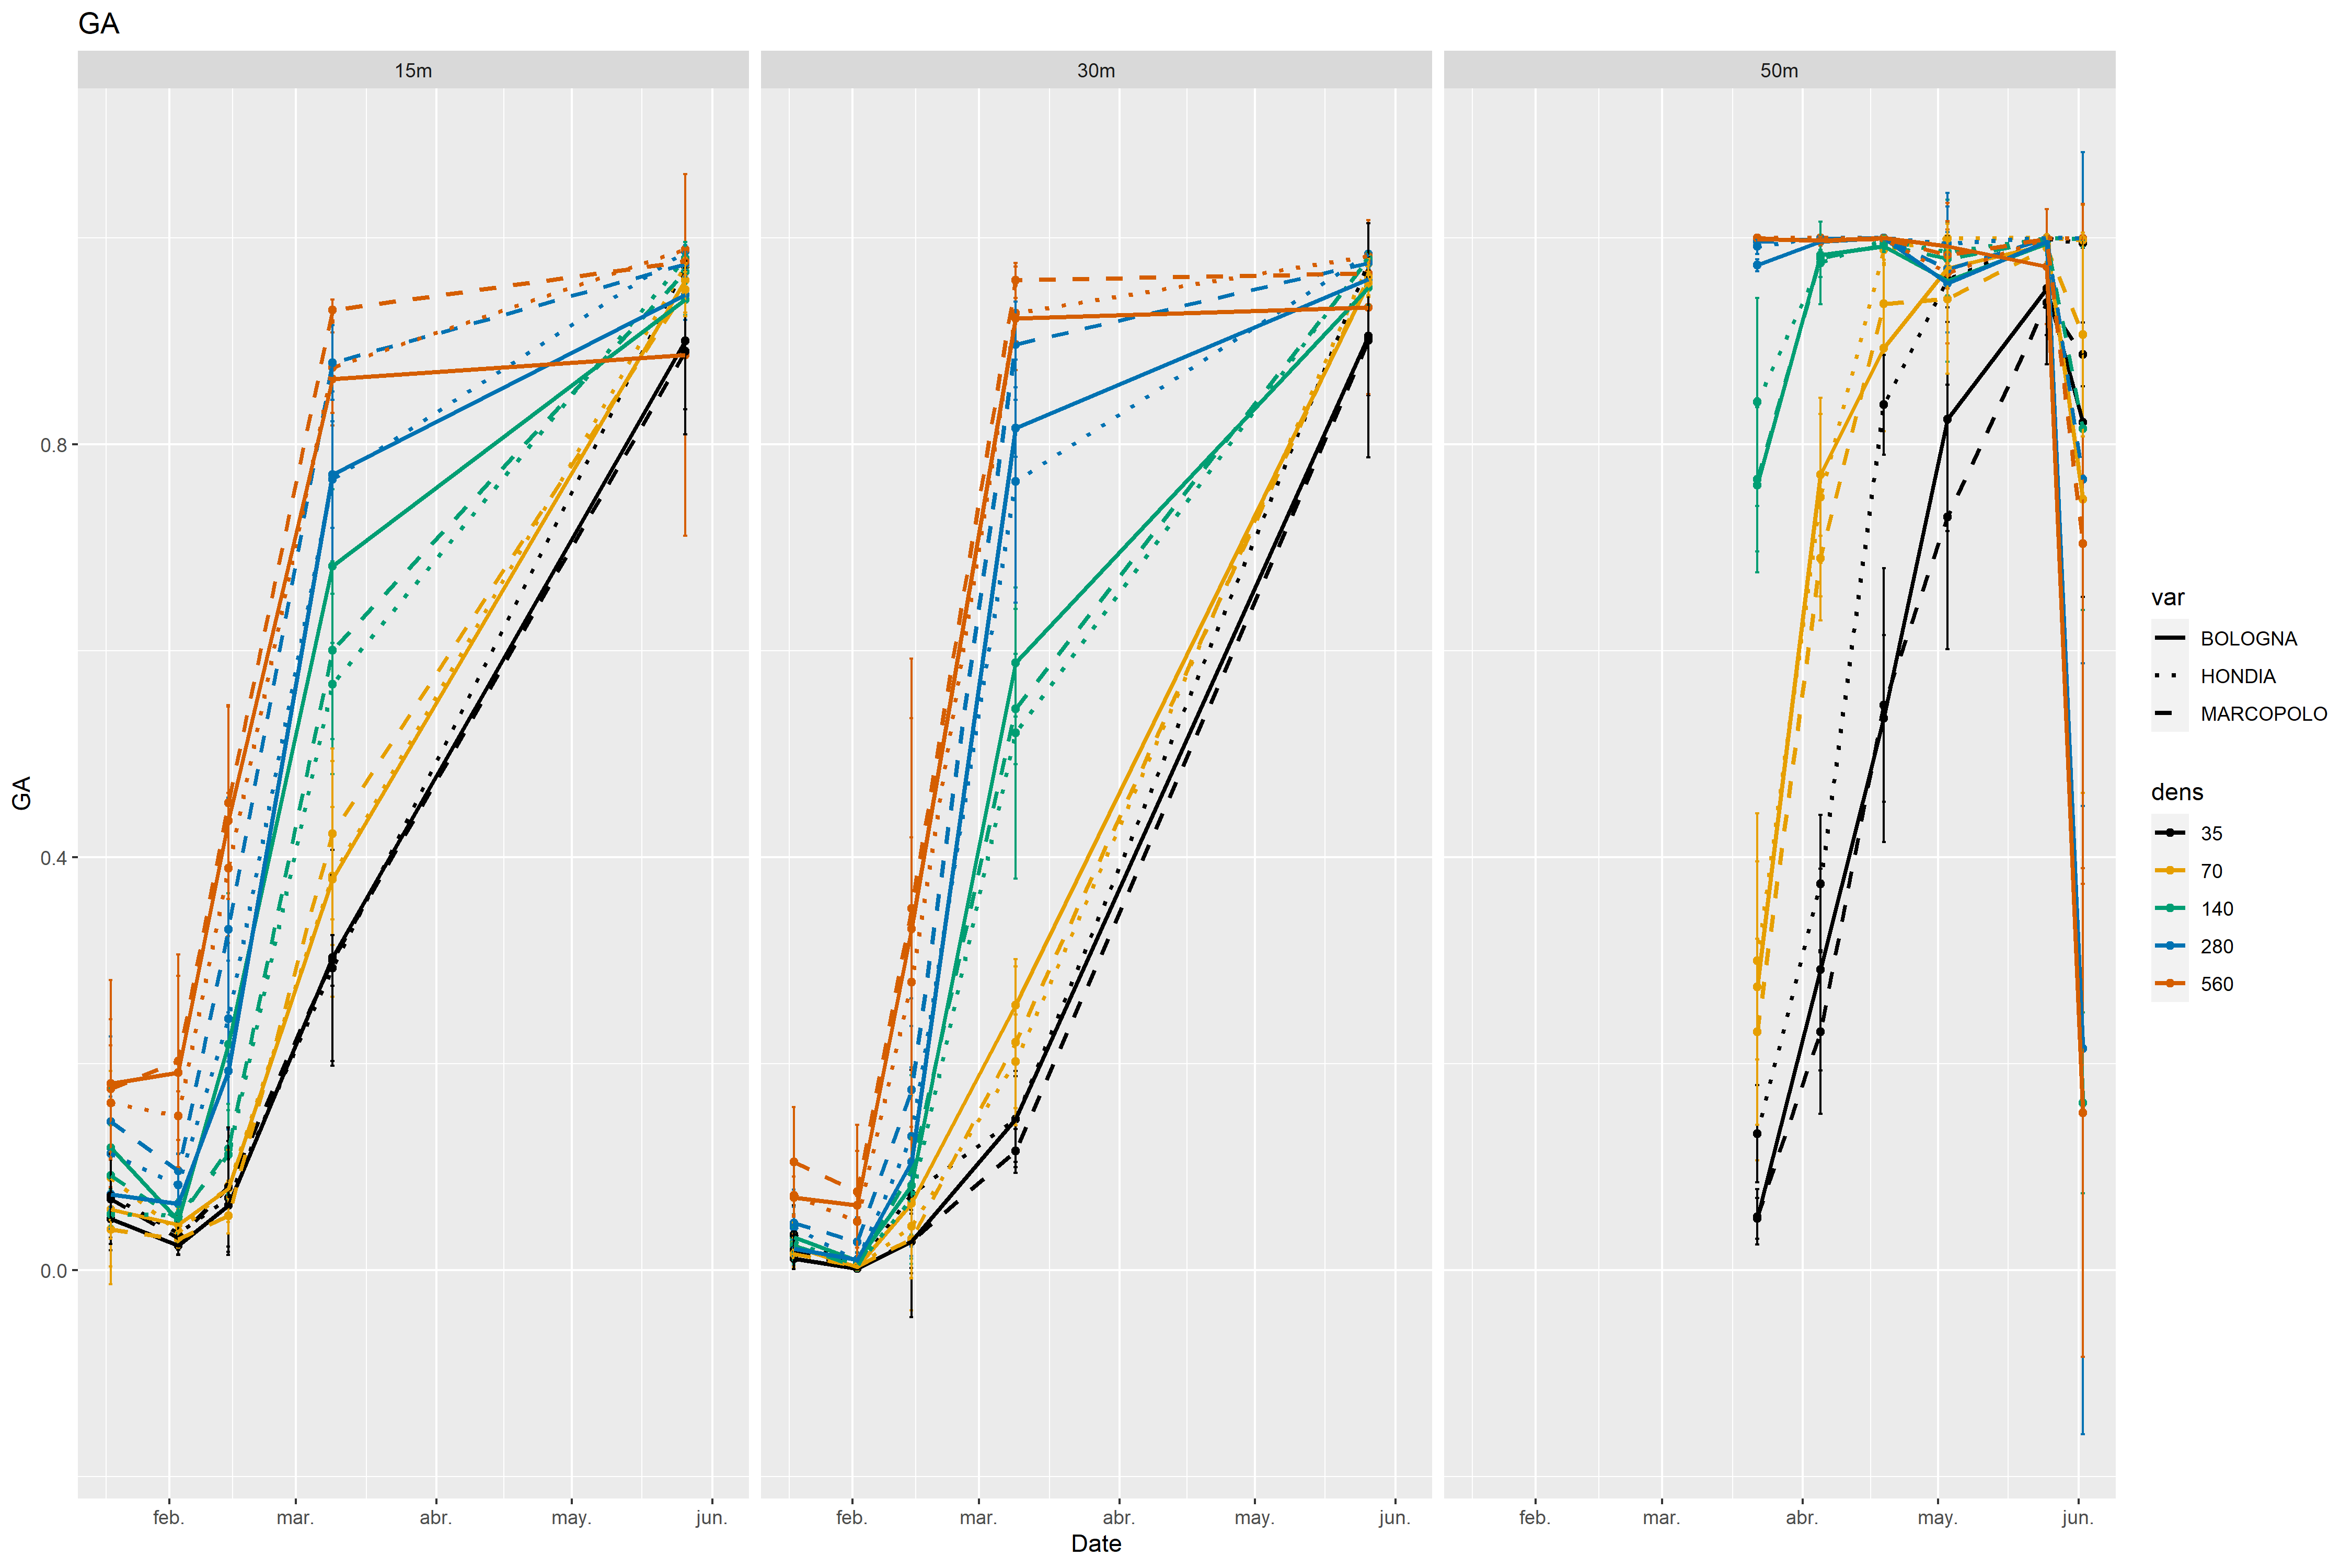 GA
15m 30m 50m
0.8
0.4
0.0
GA
feb. mar. abr. may. jun. feb. mar. abr. may. jun. feb. mar. abr. may. jun.
Date
var
BOLOGNA
HONDIA
MARCOPOLO
dens
35
70
140
280
560